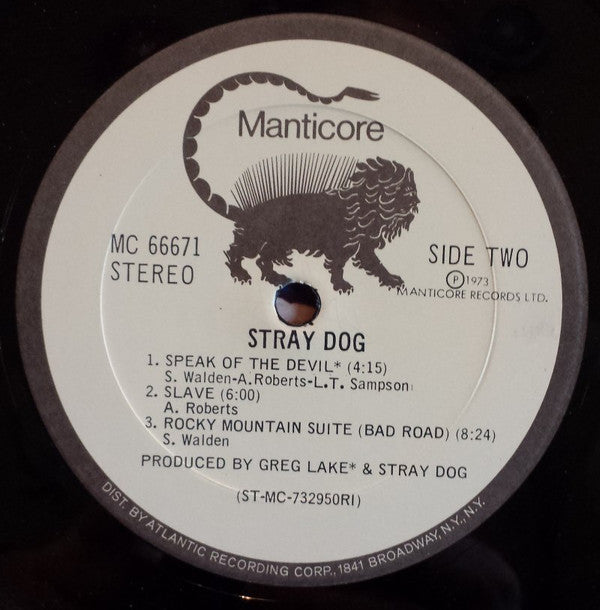 Manticore
MC 66671
STEREO
SIDE TWO
Ⓟ 1973
MANTICORE RECORDS LTD.
STRAY DOG
1. SPEAK OF THE DEVIL* (4:15)
S. Walden-A.Roberts-L.T. Sampson
2. SLAVE (6:00)
A. Roberts
3. ROCKY MOUNTAIN SUITE (BAD ROAD) (8:24)
S. Walden
PRODUCED BY GREG LAKE* & STRAY DOG
(ST-MC-732950RI)
DIST. BY ATLANTIC RECORDING CORP., 1841 BROADWAY, N.Y., N.Y.